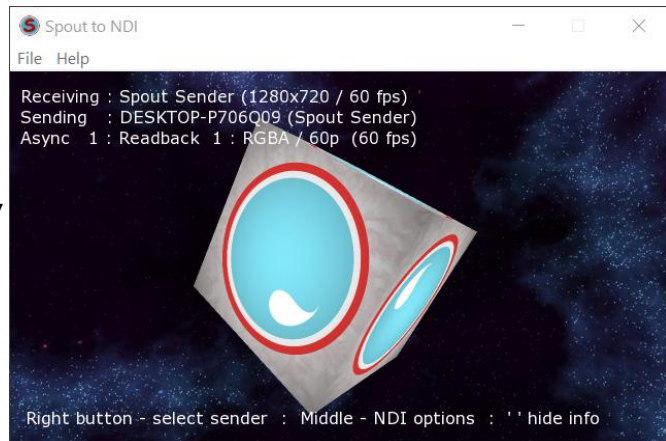 Spout to NDI
File Help
Receiving : Spout Sender (1280x720 / 60 fps)
Sending : DESKTOP-P706Q09 (Spout Sender)
Async 1 : Readback 1 : RGBA / 60p (60 fps)
Right button - select sender : Middle - NDI options : ' ' hide info